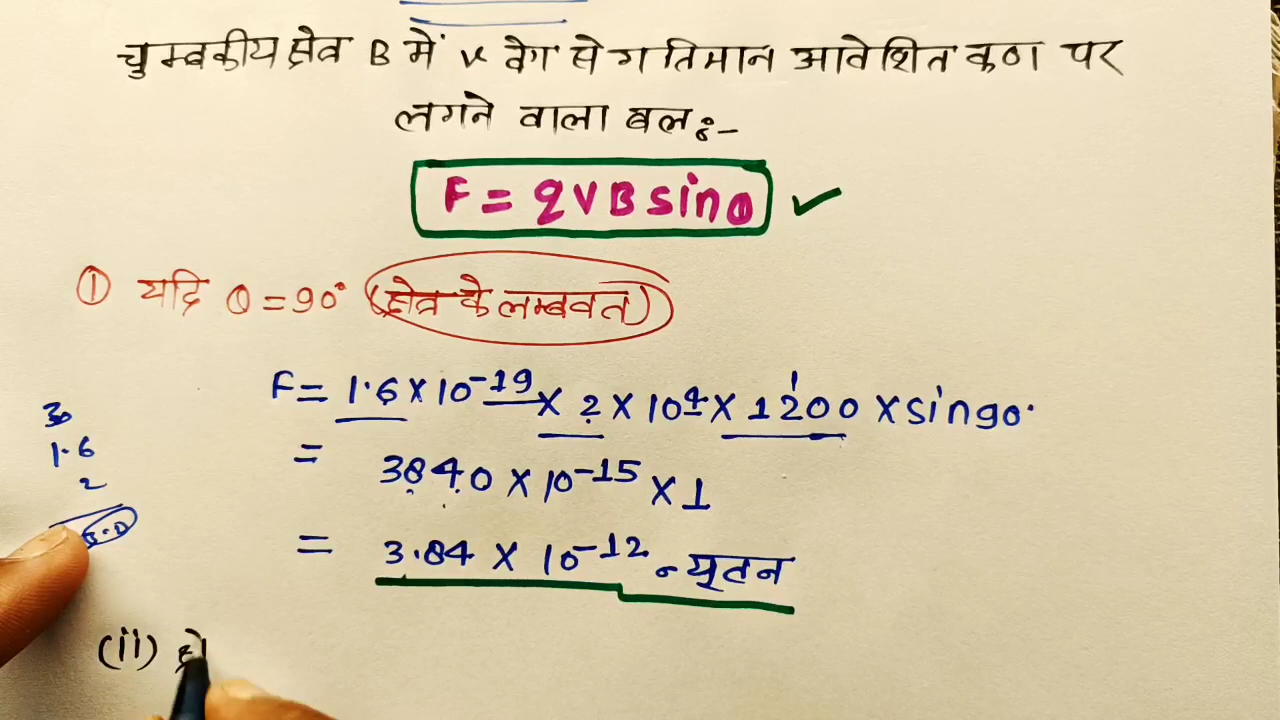 चुम्बकीय क्षेत्र B में v वेग से गतिमान आवेशित कण पर
लगने वाला बल:-
F = qVB sinθ ✓
① यदि θ = 90° (क्षेत्र के लम्बवत)
F = 1.6 × 10⁻¹⁹ × 2 × 10⁴ × 1200 × sin90°
= 3840 × 10⁻¹⁵ × 1
= 3.84 × 10⁻¹² न्यूटन
1.6
2
(ii) क्षे